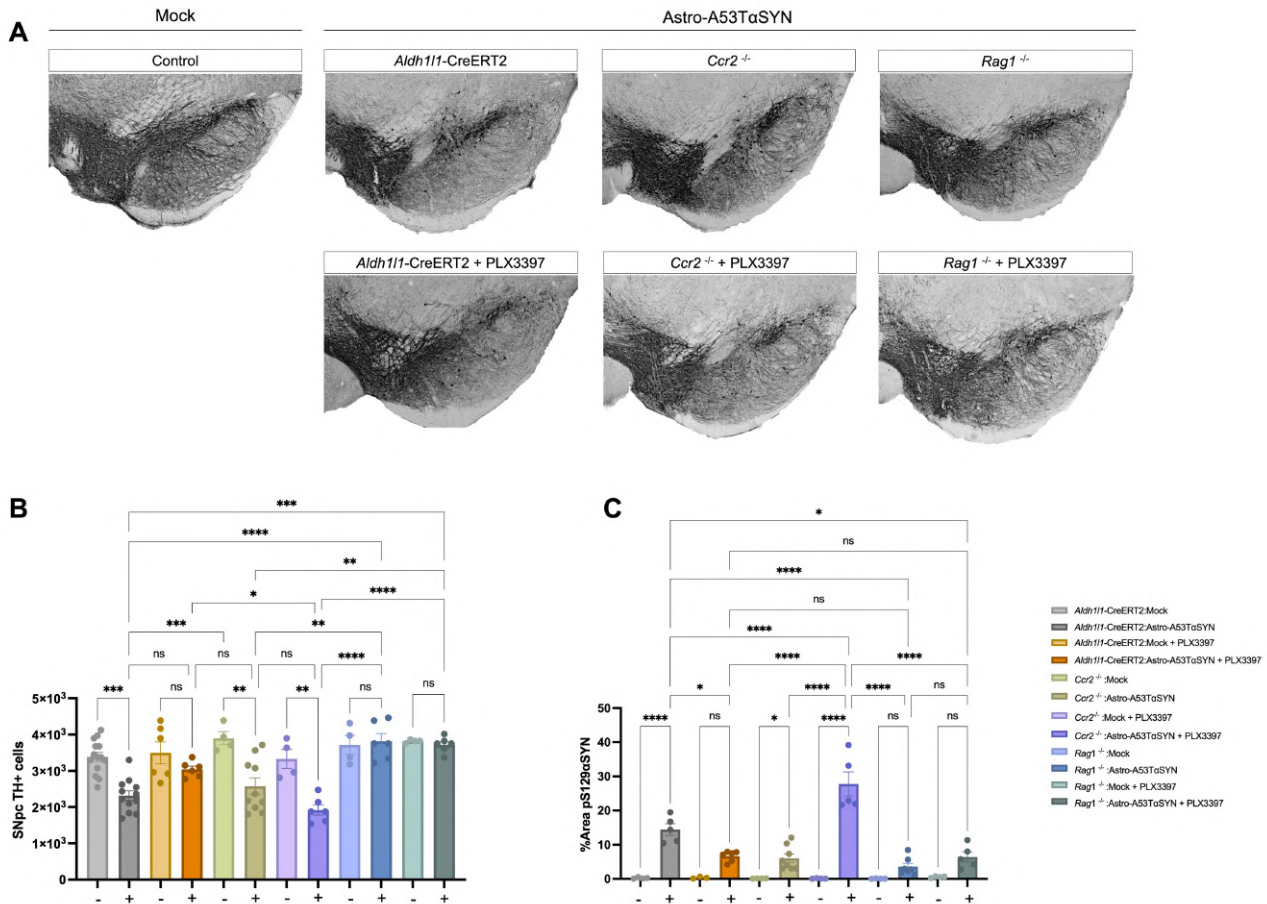 Mock
Astro-A53TαSYN
A
Control
Aldh1l1-CreERT2
Ccr2 -/-
Rag1 -/-
Aldh1l1-CreERT2 + PLX3397
Ccr2 -/- + PLX3397
Rag1 -/- + PLX3397
B
***
****
**
* ****
*** **
ns ns ns ****
*** ns ** ** ns ns
SNpc TH+ cells
5×10³
4×10³
3×10³
2×10³
1×10³
0
- + - + - + - + - + - +
C
*
ns
****
ns
****
**** ****
* **** **** ns
**** ns * **** ns ns
%Area pS129αSYN
50
40
30
20
10
0
- + - + - + - + - + - +
Aldh1l1-CreERT2:Mock
Aldh1l1-CreERT2:Astro-A53TαSYN
Aldh1l1-CreERT2:Mock + PLX3397
Aldh1l1-CreERT2:Astro-A53TαSYN + PLX3397
Ccr2 -/- :Mock
Ccr2 -/- :Astro-A53TαSYN
Ccr2 -/- :Mock + PLX3397
Ccr2 -/- :Astro-A53TαSYN + PLX3397
Rag1 -/- :Mock
Rag1 -/- :Astro-A53TαSYN
Rag1 -/- :Mock + PLX3397
Rag1 -/- :Astro-A53TαSYN + PLX3397